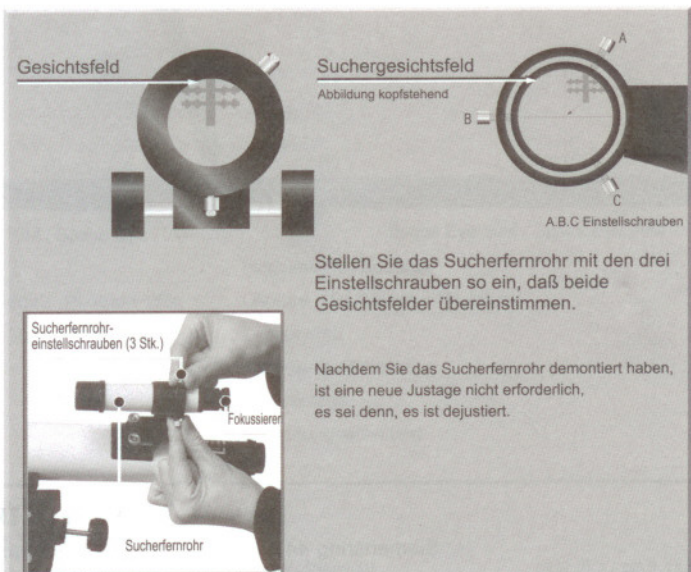 Gesichtsfeld
Suchergesichtsfeld
Abbildung kopfstehend
A
B
C
A.B.C Einstellschrauben
Stellen Sie das Sucherfernrohr mit den drei
Einstellschrauben so ein, daß beide
Gesichtsfelder übereinstimmen.
Sucherfernrohr-
einstellschrauben (3 Stk.)
Fokussierer
Sucherfernrohr
Nachdem Sie das Sucherfernrohr demontiert haben,
ist eine neue Justage nicht erforderlich,
es sei denn, es ist dejustiert.